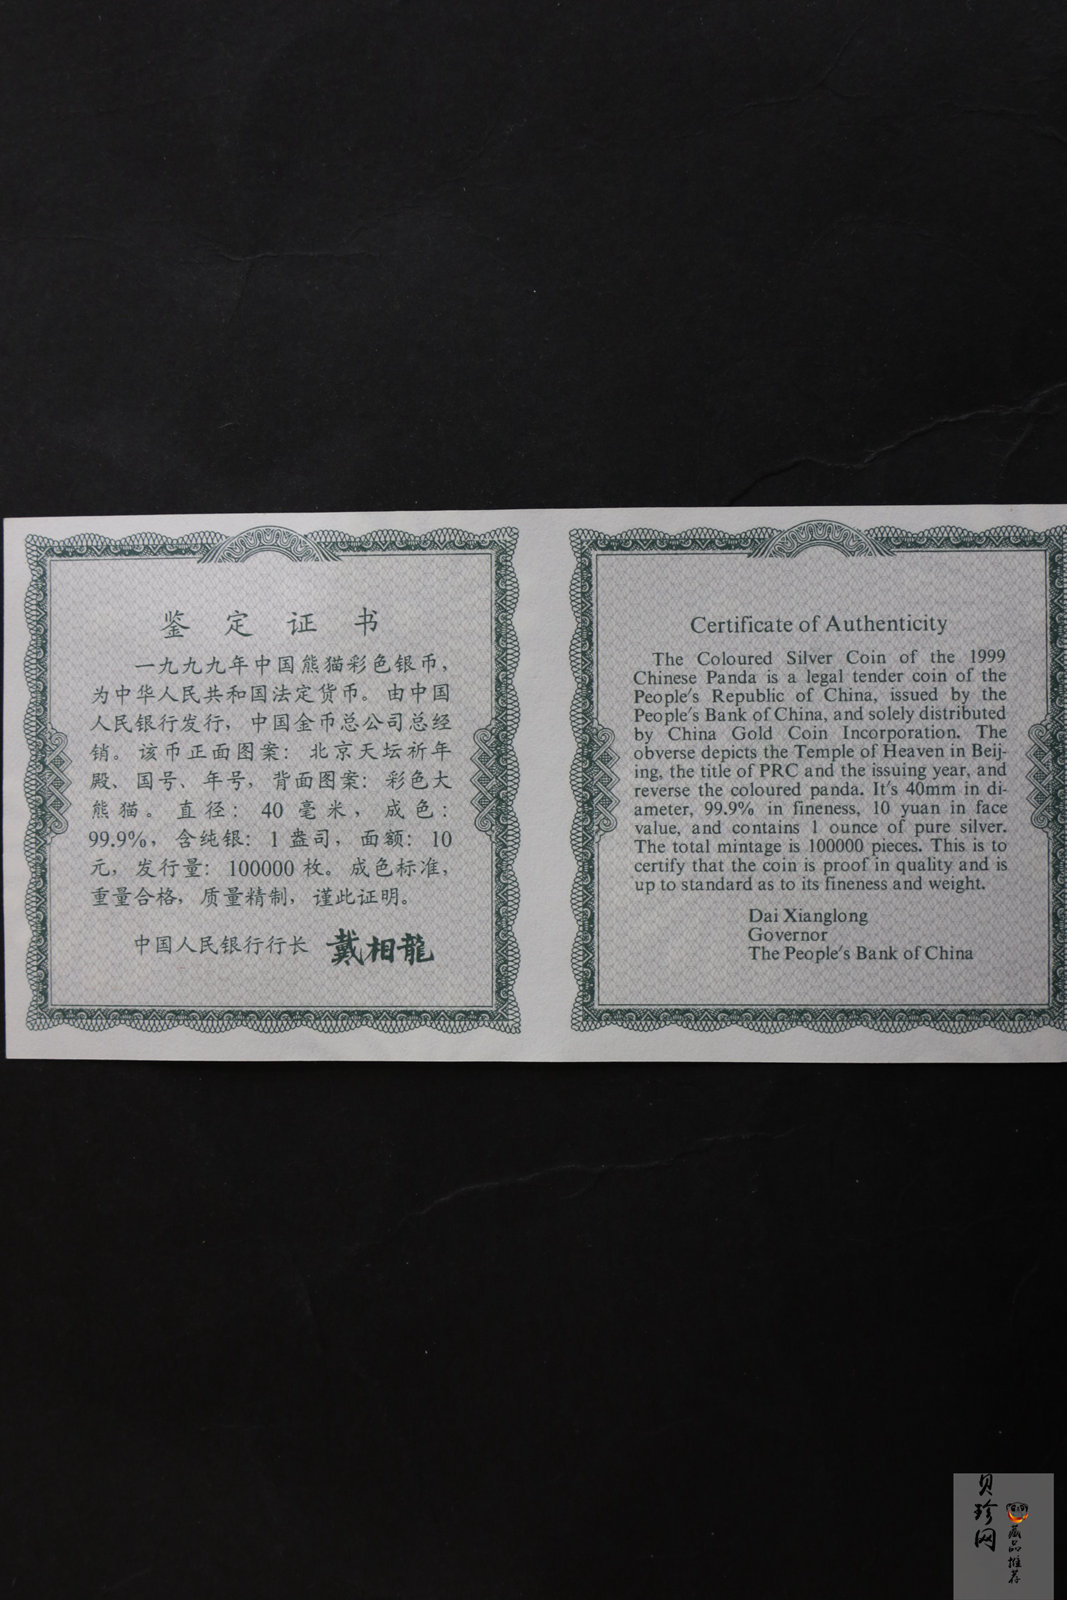 鉴定证书
一九九九年中国熊猫彩色银币，
为中华人民共和国法定货币。由中国
人民银行发行，中国金币总公司总经
销。该币正面图案：北京天坛祈年
殿、国号、年号，背面图案：彩色大
熊猫。直径：40毫米，成色：
99.9%，含纯银：1盎司，面额：10
元，发行量：100000枚。成色标准，
重量合格，质量精制，谨此证明。
中国人民银行行长 戴相龍
Certificate of Authenticity
The Coloured Silver Coin of the 1999
Chinese Panda is a legal tender coin of the
People's Republic of China, issued by the
People's Bank of China, and solely distributed
by China Gold Coin Incorporation. The
obverse depicts the Temple of Heaven in Beij-
ing, the title of PRC and the issuing year, and
reverse the coloured panda. It's 40mm in di-
ameter, 99.9% in fineness, 10 yuan in face
value, and contains 1 ounce of pure silver.
The total mintage is 100000 pieces. This is to
certify that the coin is proof in quality and is
up to standard as to its fineness and weight.
Dai Xianglong
Governor
The People's Bank of China
贝珍网
藏品推荐